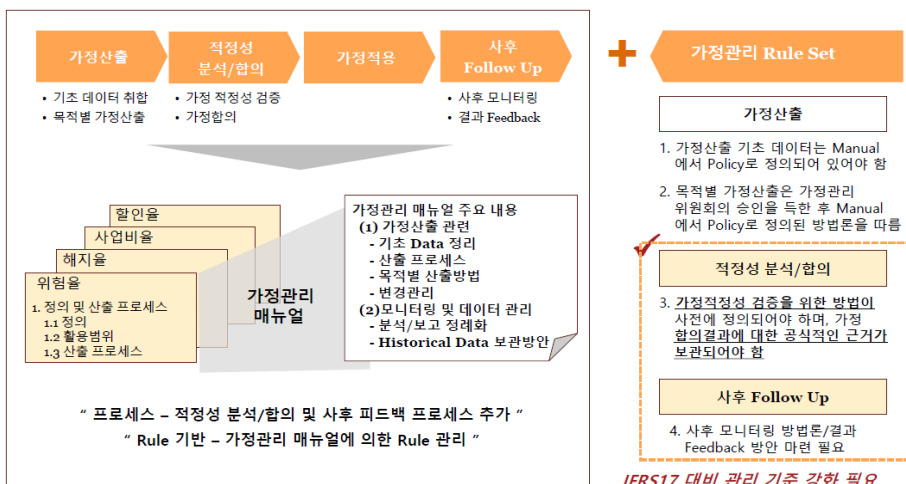 가정산출
적정성
분석/합의
가정적용
사후
Follow Up
• 기초 데이터 취합
• 목적별 가정산출
• 가정 적정성 검증
• 가정합의
• 사후 모니터링
• 결과 Feedback
할인율
사업비율
해지율
위험율
1. 정의 및 산출 프로세스
1.1 정의
1.2 활용범위
1.3 산출 프로세스
가정관리
매뉴얼
가정관리 매뉴얼 주요 내용
(1) 가정산출 관련
- 기초 Data 정리
- 산출 프로세스
- 목적별 산출방법
- 변경관리
(2)모니터링 및 데이터 관리
- 분석/보고 정례화
- Historical Data 보관방안
“ 프로세스 – 적정성 분석/합의 및 사후 피드백 프로세스 추가 ”
“ Rule 기반 – 가정관리 매뉴얼에 의한 Rule 관리 ”
+
가정관리 Rule Set
가정산출
1. 가정산출 기초 데이터는 Manual
에서 Policy로 정의되어 있어야 함
2. 목적별 가정산출은 가정관리
위원회의 승인을 득한 후 Manual
에서 Policy로 정의된 방법론을 따름
적정성 분석/합의
3. 가정적정성 검증을 위한 방법이
사전에 정의되어야 하며, 가정
합의결과에 대한 공식적인 근거가
보관되어야 함
사후 Follow Up
4. 사후 모니터링 방법론/결과
Feedback 방안 마련 필요
IFRS17 대비 관리 기준 강화 필요